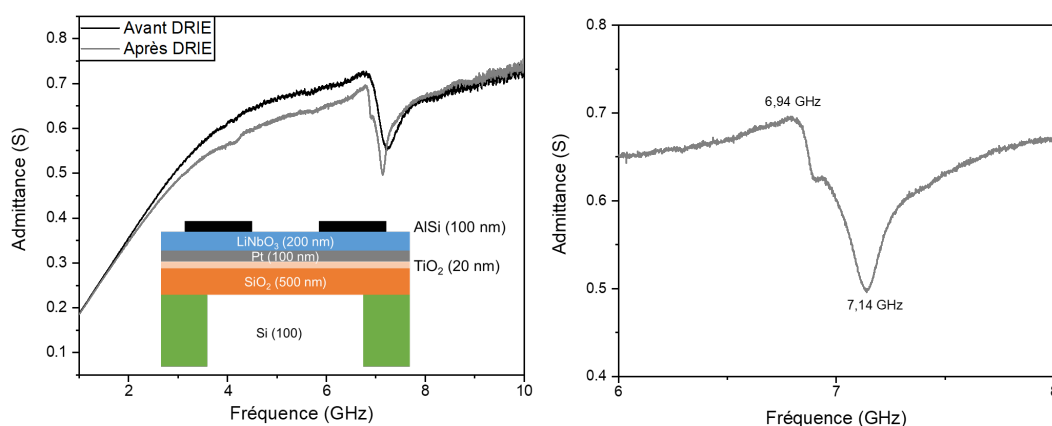 Avant DRIE
Après DRIE
0.8
0.7
0.6
0.5
0.4
0.3
0.2
0.1
Admittance (S)
AlSi (100 nm)
LiNbO₃ (200 nm)
Pt (100 nm)
TiO₂ (20 nm)
SiO₂ (500 nm)
Si (100)
2 4 6 8 10
Fréquence (GHz)
0.8
0.7
0.6
0.5
0.4
Admittance (S)
6,94 GHz
7,14 GHz
6 7 8
Fréquence (GHz)